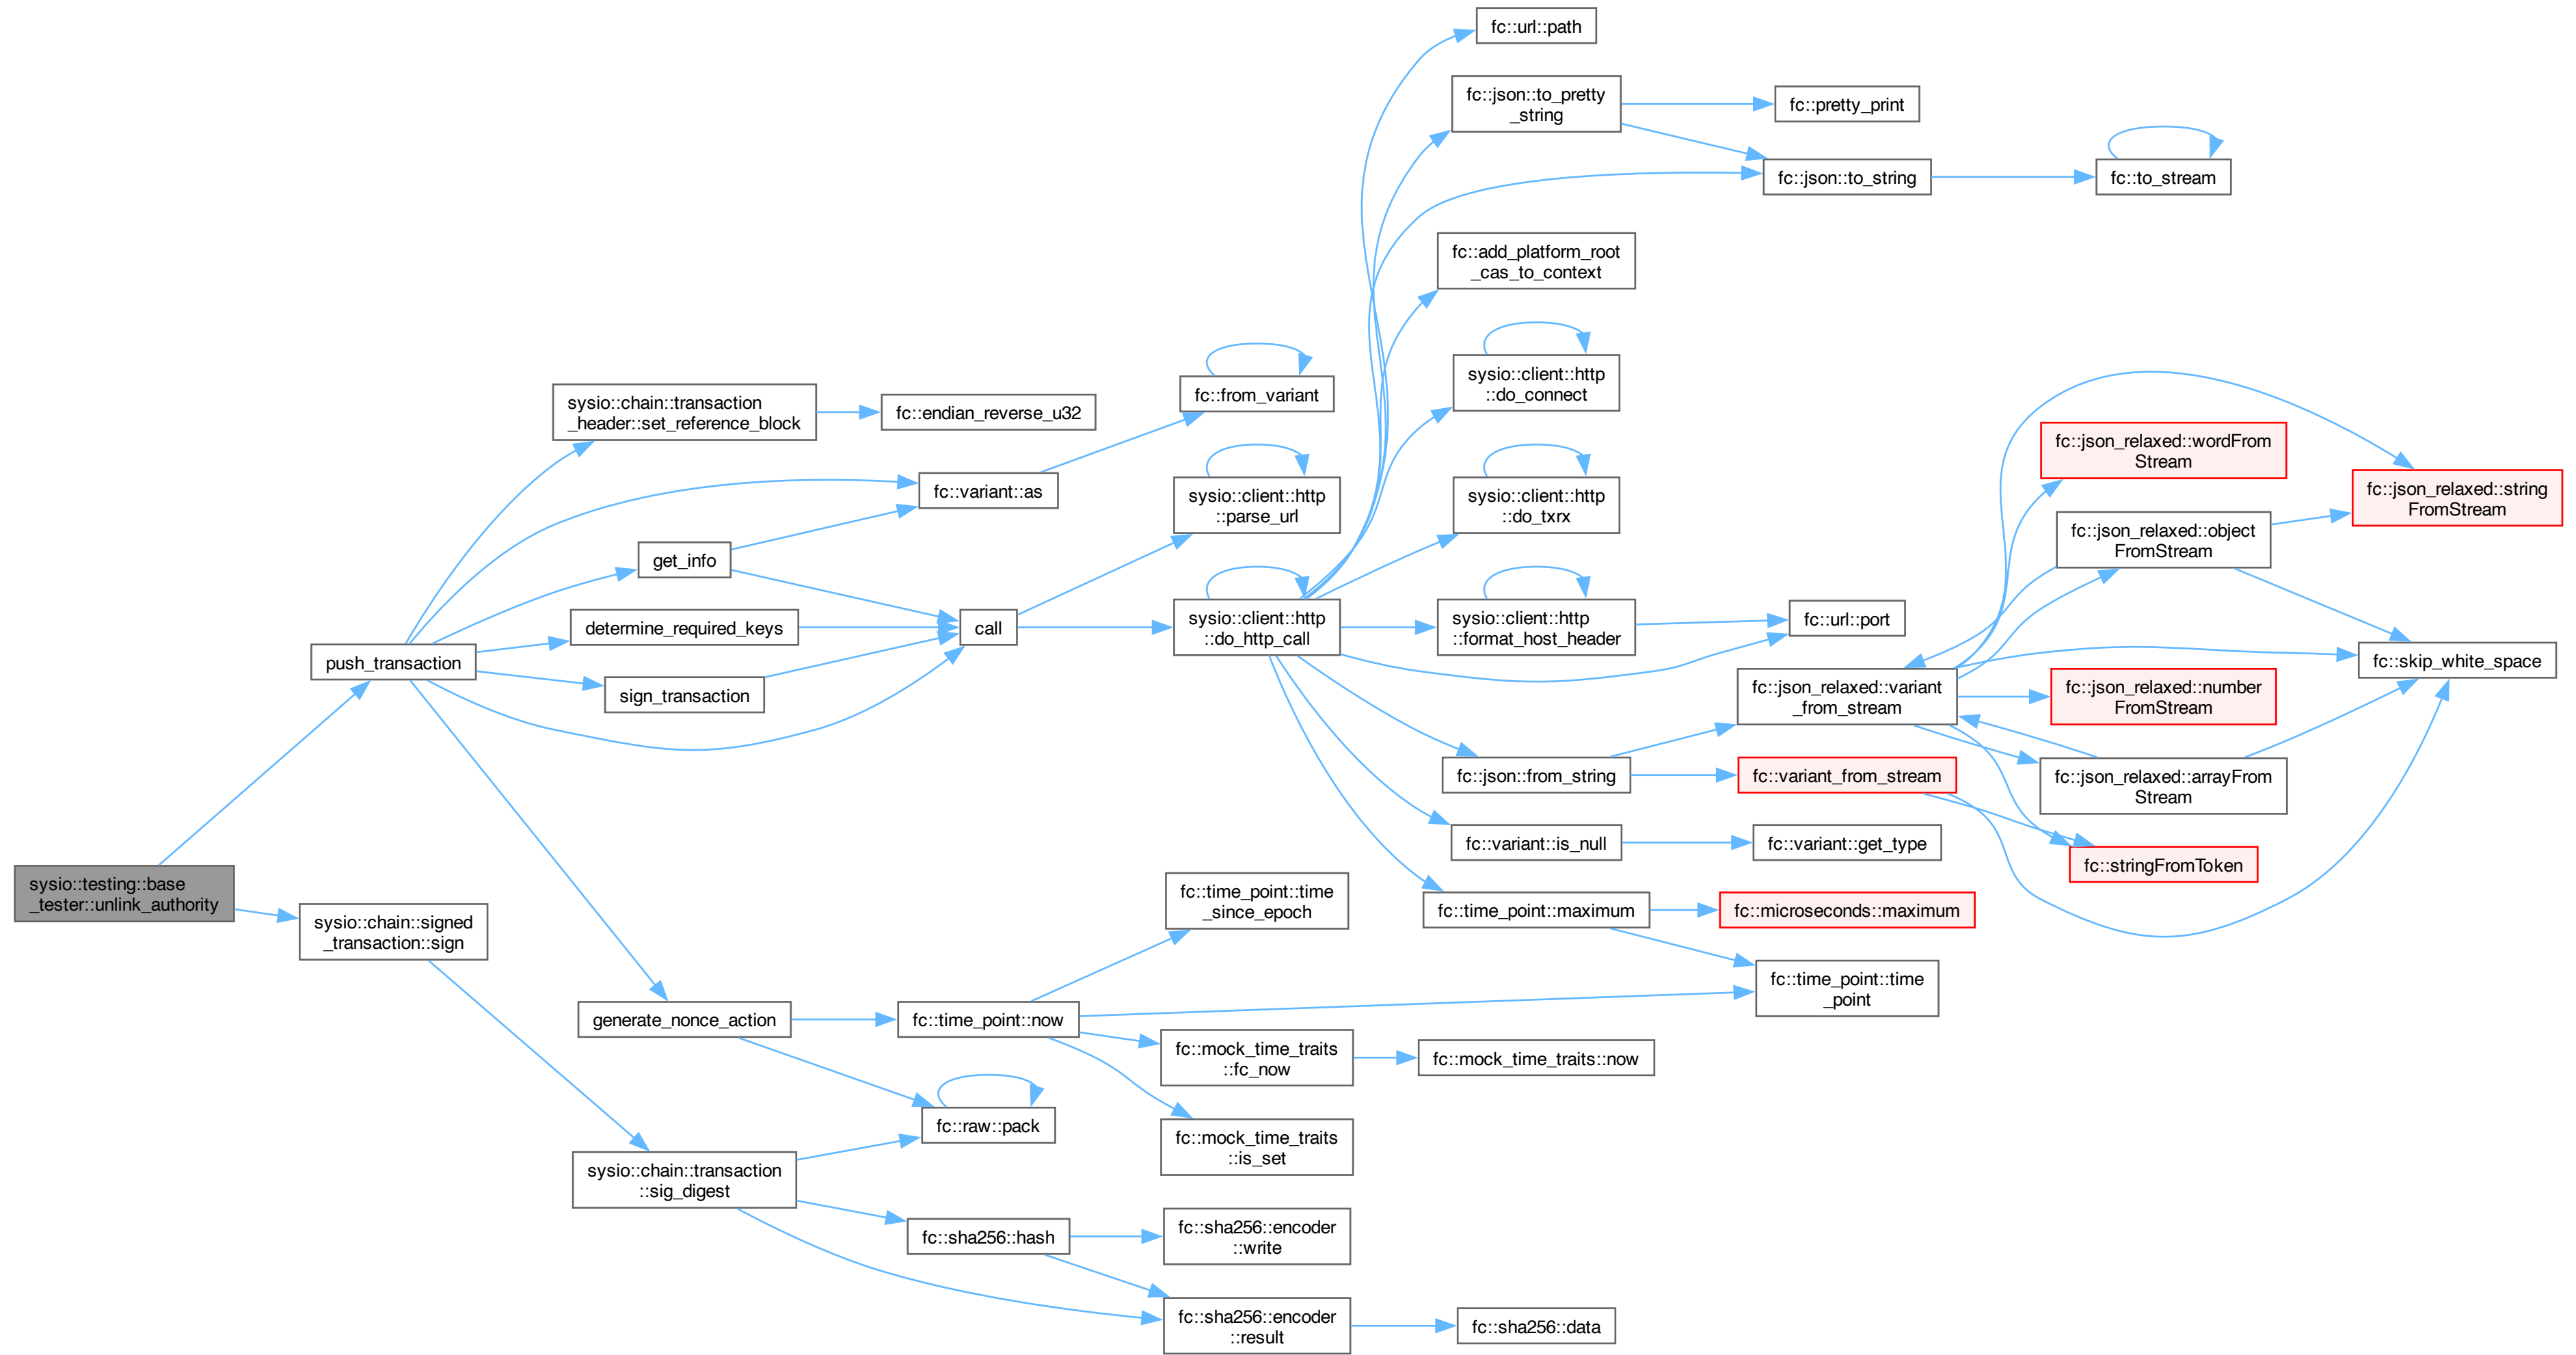 fc::url::path
fc::json::to_pretty
_string
fc::pretty_print
fc::json::to_string
fc::to_stream
fc::add_platform_root
_cas_to_context
sysio::client::http
::do_connect
sysio::chain::transaction
_header::set_reference_block
fc::endian_reverse_u32
fc::from_variant
fc::variant::as
sysio::client::http
::parse_url
sysio::client::http
::do_txrx
fc::json_relaxed::wordFrom
Stream
fc::json_relaxed::string
FromStream
fc::json_relaxed::object
FromStream
get_info
determine_required_keys
call
sysio::client::http
::do_http_call
sysio::client::http
::format_host_header
fc::url::port
push_transaction
sign_transaction
fc::skip_white_space
fc::json_relaxed::variant
_from_stream
fc::json_relaxed::number
FromStream
fc::json::from_string
fc::variant_from_stream
fc::json_relaxed::arrayFrom
Stream
fc::variant::is_null
fc::variant::get_type
fc::stringFromToken
sysio::testing::base
_tester::unlink_authority
sysio::chain::signed
_transaction::sign
fc::time_point::time
_since_epoch
fc::time_point::maximum
fc::microseconds::maximum
fc::time_point::time
_point
generate_nonce_action
fc::time_point::now
fc::mock_time_traits
::fc_now
fc::mock_time_traits::now
fc::raw::pack
fc::mock_time_traits
::is_set
sysio::chain::transaction
::sig_digest
fc::sha256::hash
fc::sha256::encoder
::write
fc::sha256::encoder
::result
fc::sha256::data